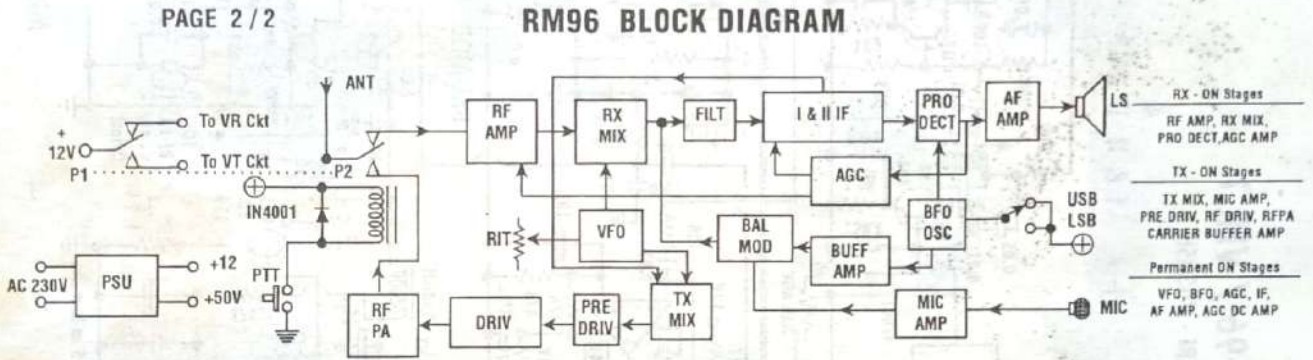 PAGE 2/2
RM96 BLOCK DIAGRAM
ANT
+
12V
To VR Ckt
To VT Ckt
P1
P2
IN4001
AC 230V
PSU
+12
+50V
PTT
RF
AMP
RX
MIX
FILT
I & II IF
PRO
DECT
AF
AMP
LS
AGC
RIT
VFO
BAL
MOD
BUFF
AMP
BFO
OSC
USB
LSB
RF
PA
DRIV
PRE
DRIV
TX
MIX
MIC
AMP
MIC
RX - ON Stages
RF AMP, RX MIX,
PRO DECT,AGC AMP
TX - ON Stages
TX MIX, MIC AMP,
PRE DRIV, RF DRIV, RFPA
CARRIER BUFFER AMP
Permanent ON Stages
VFO, BFO, AGC, IF,
AF AMP, AGC DC AMP